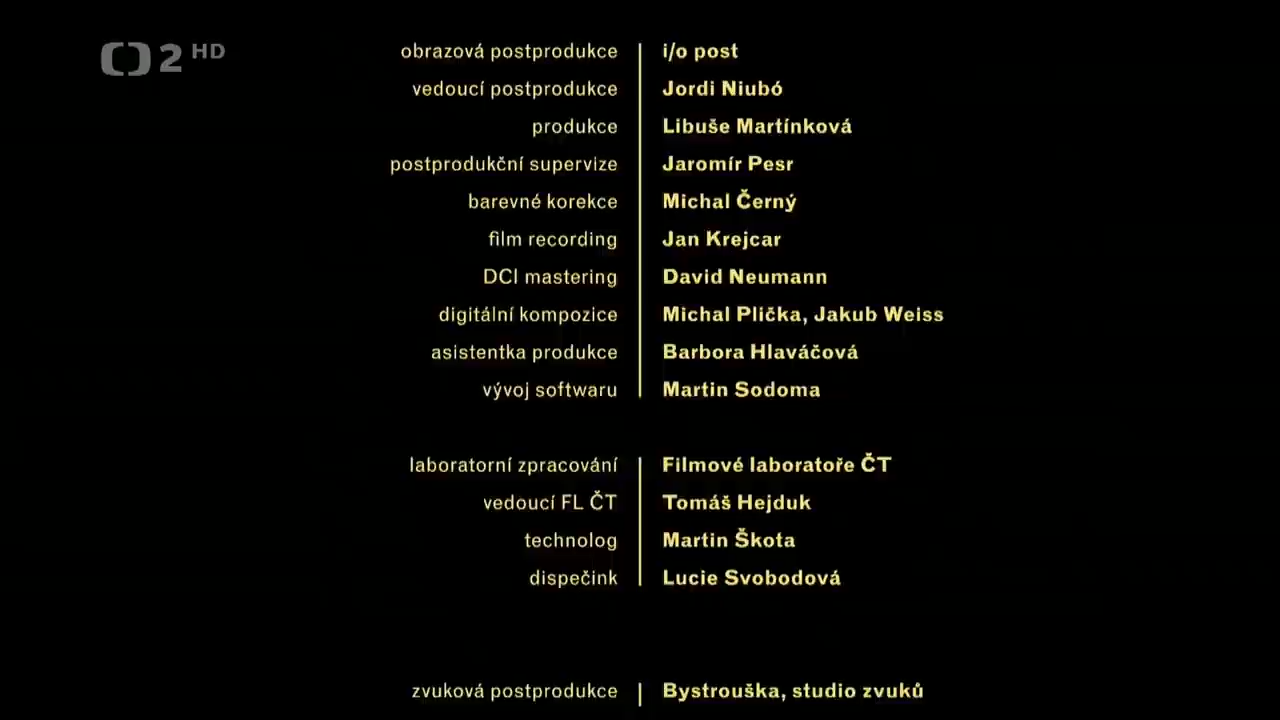 2 HD
obrazová postprodukce i/o post
vedoucí postprodukce Jordi Niubó
produkce Libuše Martínková
postprodukční supervize Jaromír Pesr
barevné korekce Michal Černý
film recording Jan Krejcar
DCI mastering David Neumann
digitální kompozice Michal Plička, Jakub Weiss
asistentka produkce Barbora Hlaváčová
vývoj softwaru Martin Sodoma
laboratorní zpracování Filmové laboratoře ČT
vedoucí FL ČT Tomáš Hejduk
technolog Martin Škota
dispečink Lucie Svobodová
zvuková postprodukce Bystrouška, studio zvuků